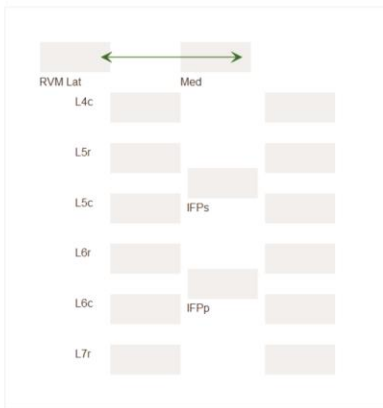 RVM Lat Med
L4c
L5r
L5c IFPs
L6r
L6c IFPp
L7r